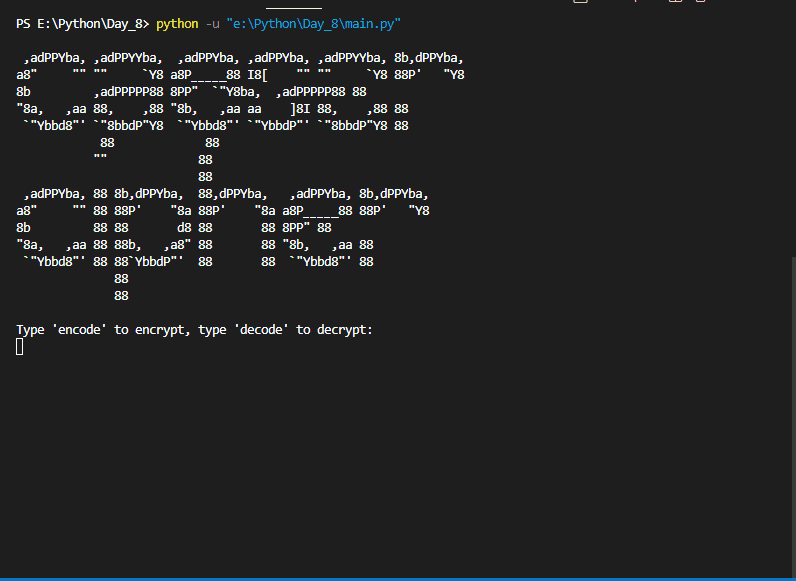 PS E:\Python\Day_8> python -u "e:\Python\Day_8\main.py"

 ,adPPYba, ,adPPYYba,  ,adPPYba, ,adPPYba, ,adPPYYba, 8b,dPPYba,
a8"     "" ""     `Y8 a8P_____88 I8[    "" ""     `Y8 88P'   "Y8
8b         ,adPPPPP88 8PP"  `"Y8ba,  ,adPPPPP88 88
"8a,   ,aa 88,    ,88 "8b,   ,aa aa    ]8I 88,    ,88 88
 `"Ybbd8"' `"8bbdP"Y8  `"Ybbd8"' `"YbbdP"' `"8bbdP"Y8 88
            88             88
           ""             88
                          88
 ,adPPYba, 88 8b,dPPYba,  88,dPPYba,   ,adPPYba, 8b,dPPYba,
a8"     "" 88 88P'    "8a 88P'    "8a a8P_____88 88P'   "Y8
8b         88 88       d8 88       88 8PP" 88
"8a,   ,aa 88 88b,   ,a8" 88       88 "8b,   ,aa 88
 `"Ybbd8"' 88 88`YbbdP"'  88       88  `"Ybbd8"' 88
              88
              88

Type 'encode' to encrypt, type 'decode' to decrypt: